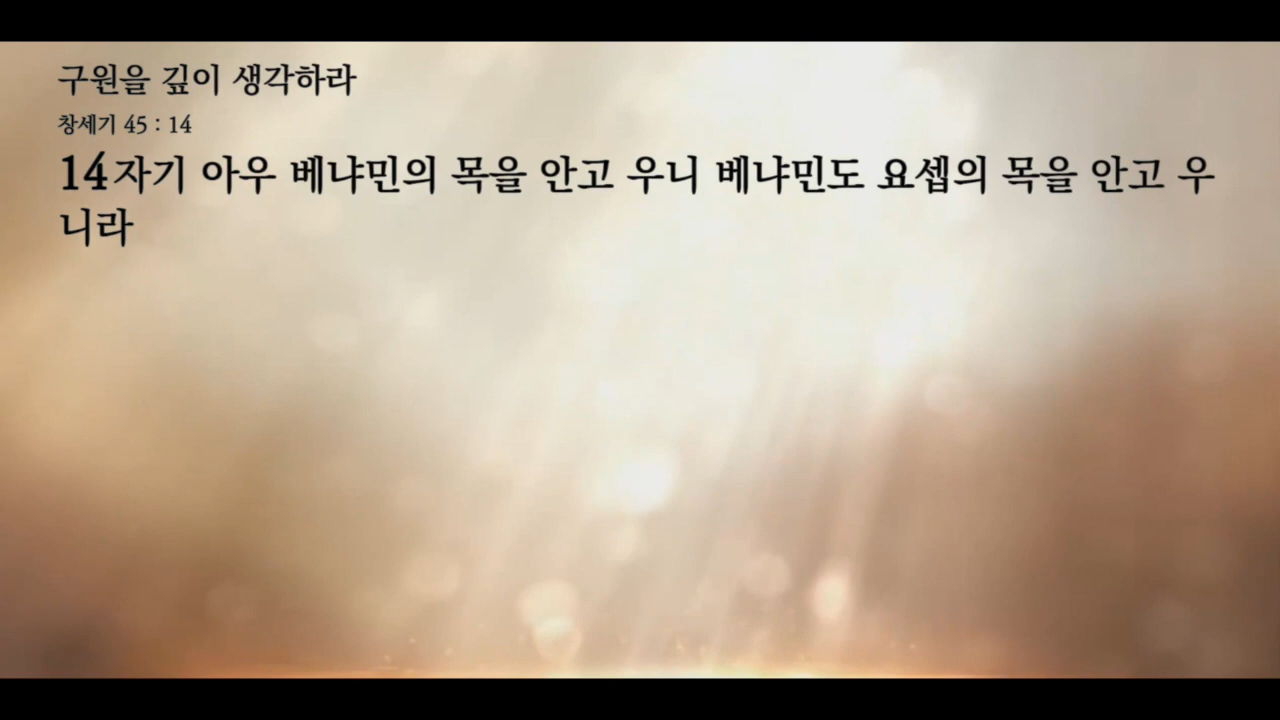 구원을 깊이 생각하라
창세기 45 : 14
14자기 아우 베냐민의 목을 안고 우니 베냐민도 요셉의 목을 안고 우
니라